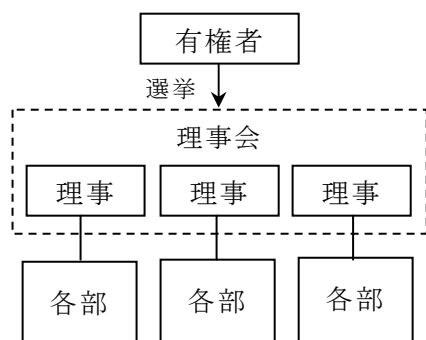 有権者
選挙
理事会
理事 理事 理事
各部 各部 各部